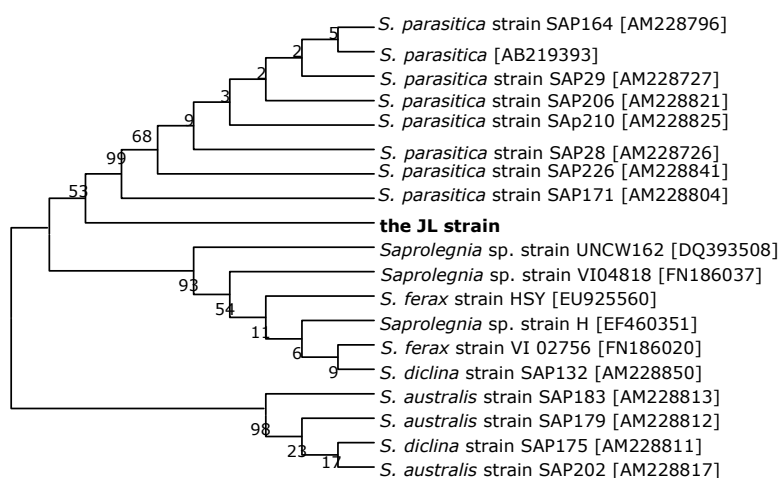 S. parasitica strain SAP164 [AM228796]
5
S. parasitica [AB219393]
2
S. parasitica strain SAP29 [AM228727]
2
S. parasitica strain SAP206 [AM228821]
3
S. parasitica strain SAp210 [AM228825]
9
68
S. parasitica strain SAP28 [AM228726]
99
S. parasitica strain SAP226 [AM228841]
53
S. parasitica strain SAP171 [AM228804]
the JL strain
Saprolegnia sp. strain UNCW162 [DQ393508]
93
Saprolegnia sp. strain VI04818 [FN186037]
54
S. ferax strain HSY [EU925560]
11
Saprolegnia sp. strain H [EF460351]
6
S. ferax strain VI 02756 [FN186020]
9
S. diclina strain SAP132 [AM228850]
S. australis strain SAP183 [AM228813]
98
S. australis strain SAP179 [AM228812]
23
S. diclina strain SAP175 [AM228811]
17
S. australis strain SAP202 [AM228817]